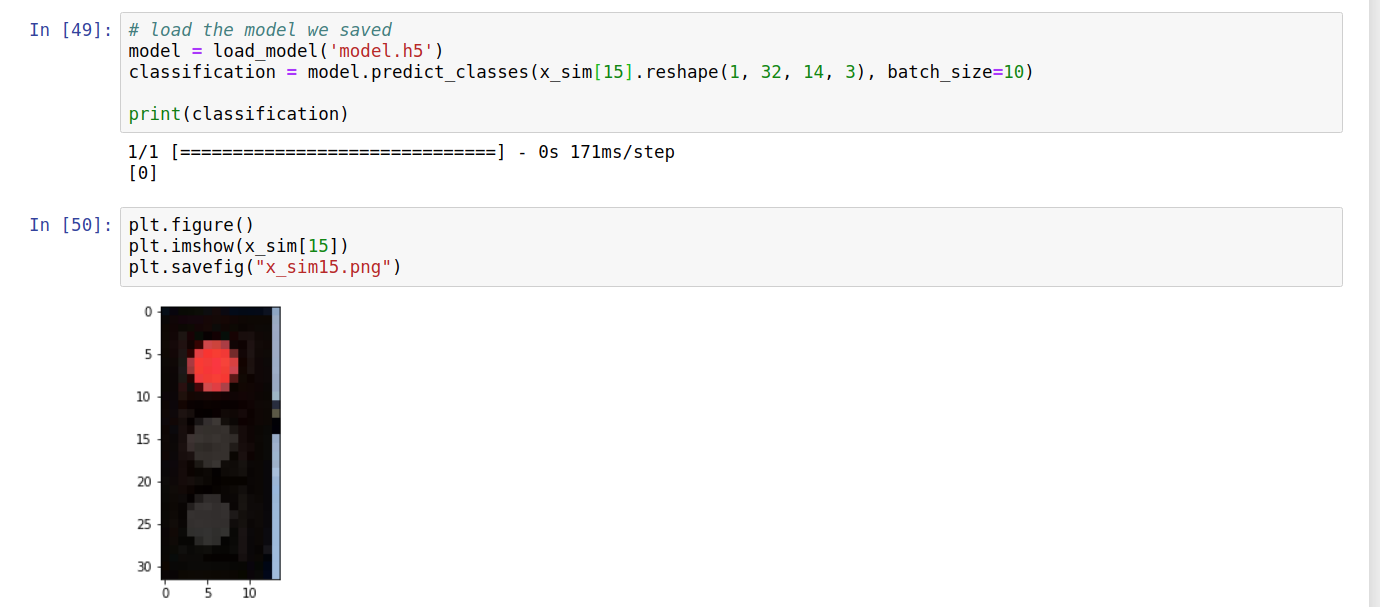 In [49]:
# load the model we saved
model = load_model('model.h5')
classification = model.predict_classes(x_sim[15].reshape(1, 32, 14, 3), batch_size=10)
print(classification)
1/1 [==============================] - 0s 171ms/step
[0]
In [50]:
plt.figure()
plt.imshow(x_sim[15])
plt.savefig("x_sim15.png")
0
5
10
15
20
25
30
0 5 10